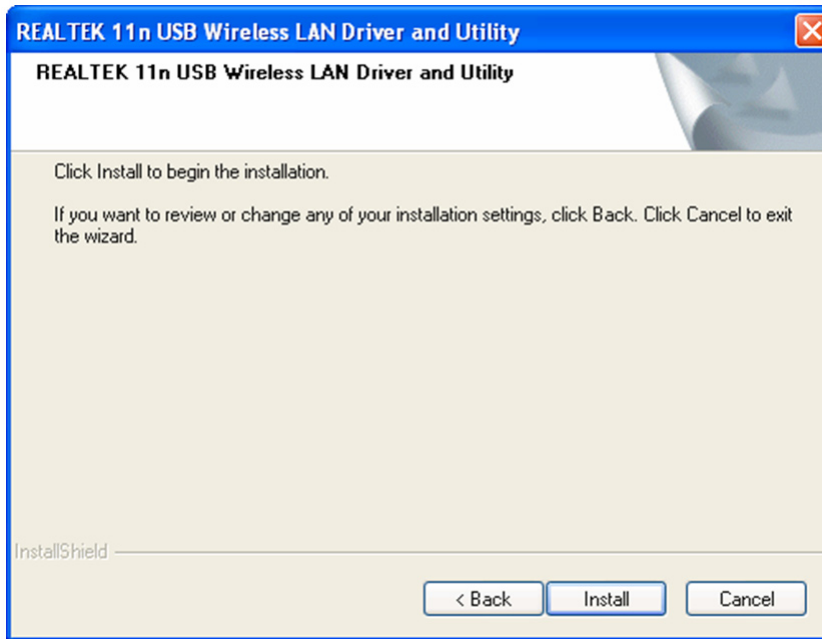 REALTEK 11n USB Wireless LAN Driver and Utility
REALTEK 11n USB Wireless LAN Driver and Utility
Click Install to begin the installation.
If you want to review or change any of your installation settings, click Back. Click Cancel to exit
the wizard.
InstallShield
< Back
Install
Cancel